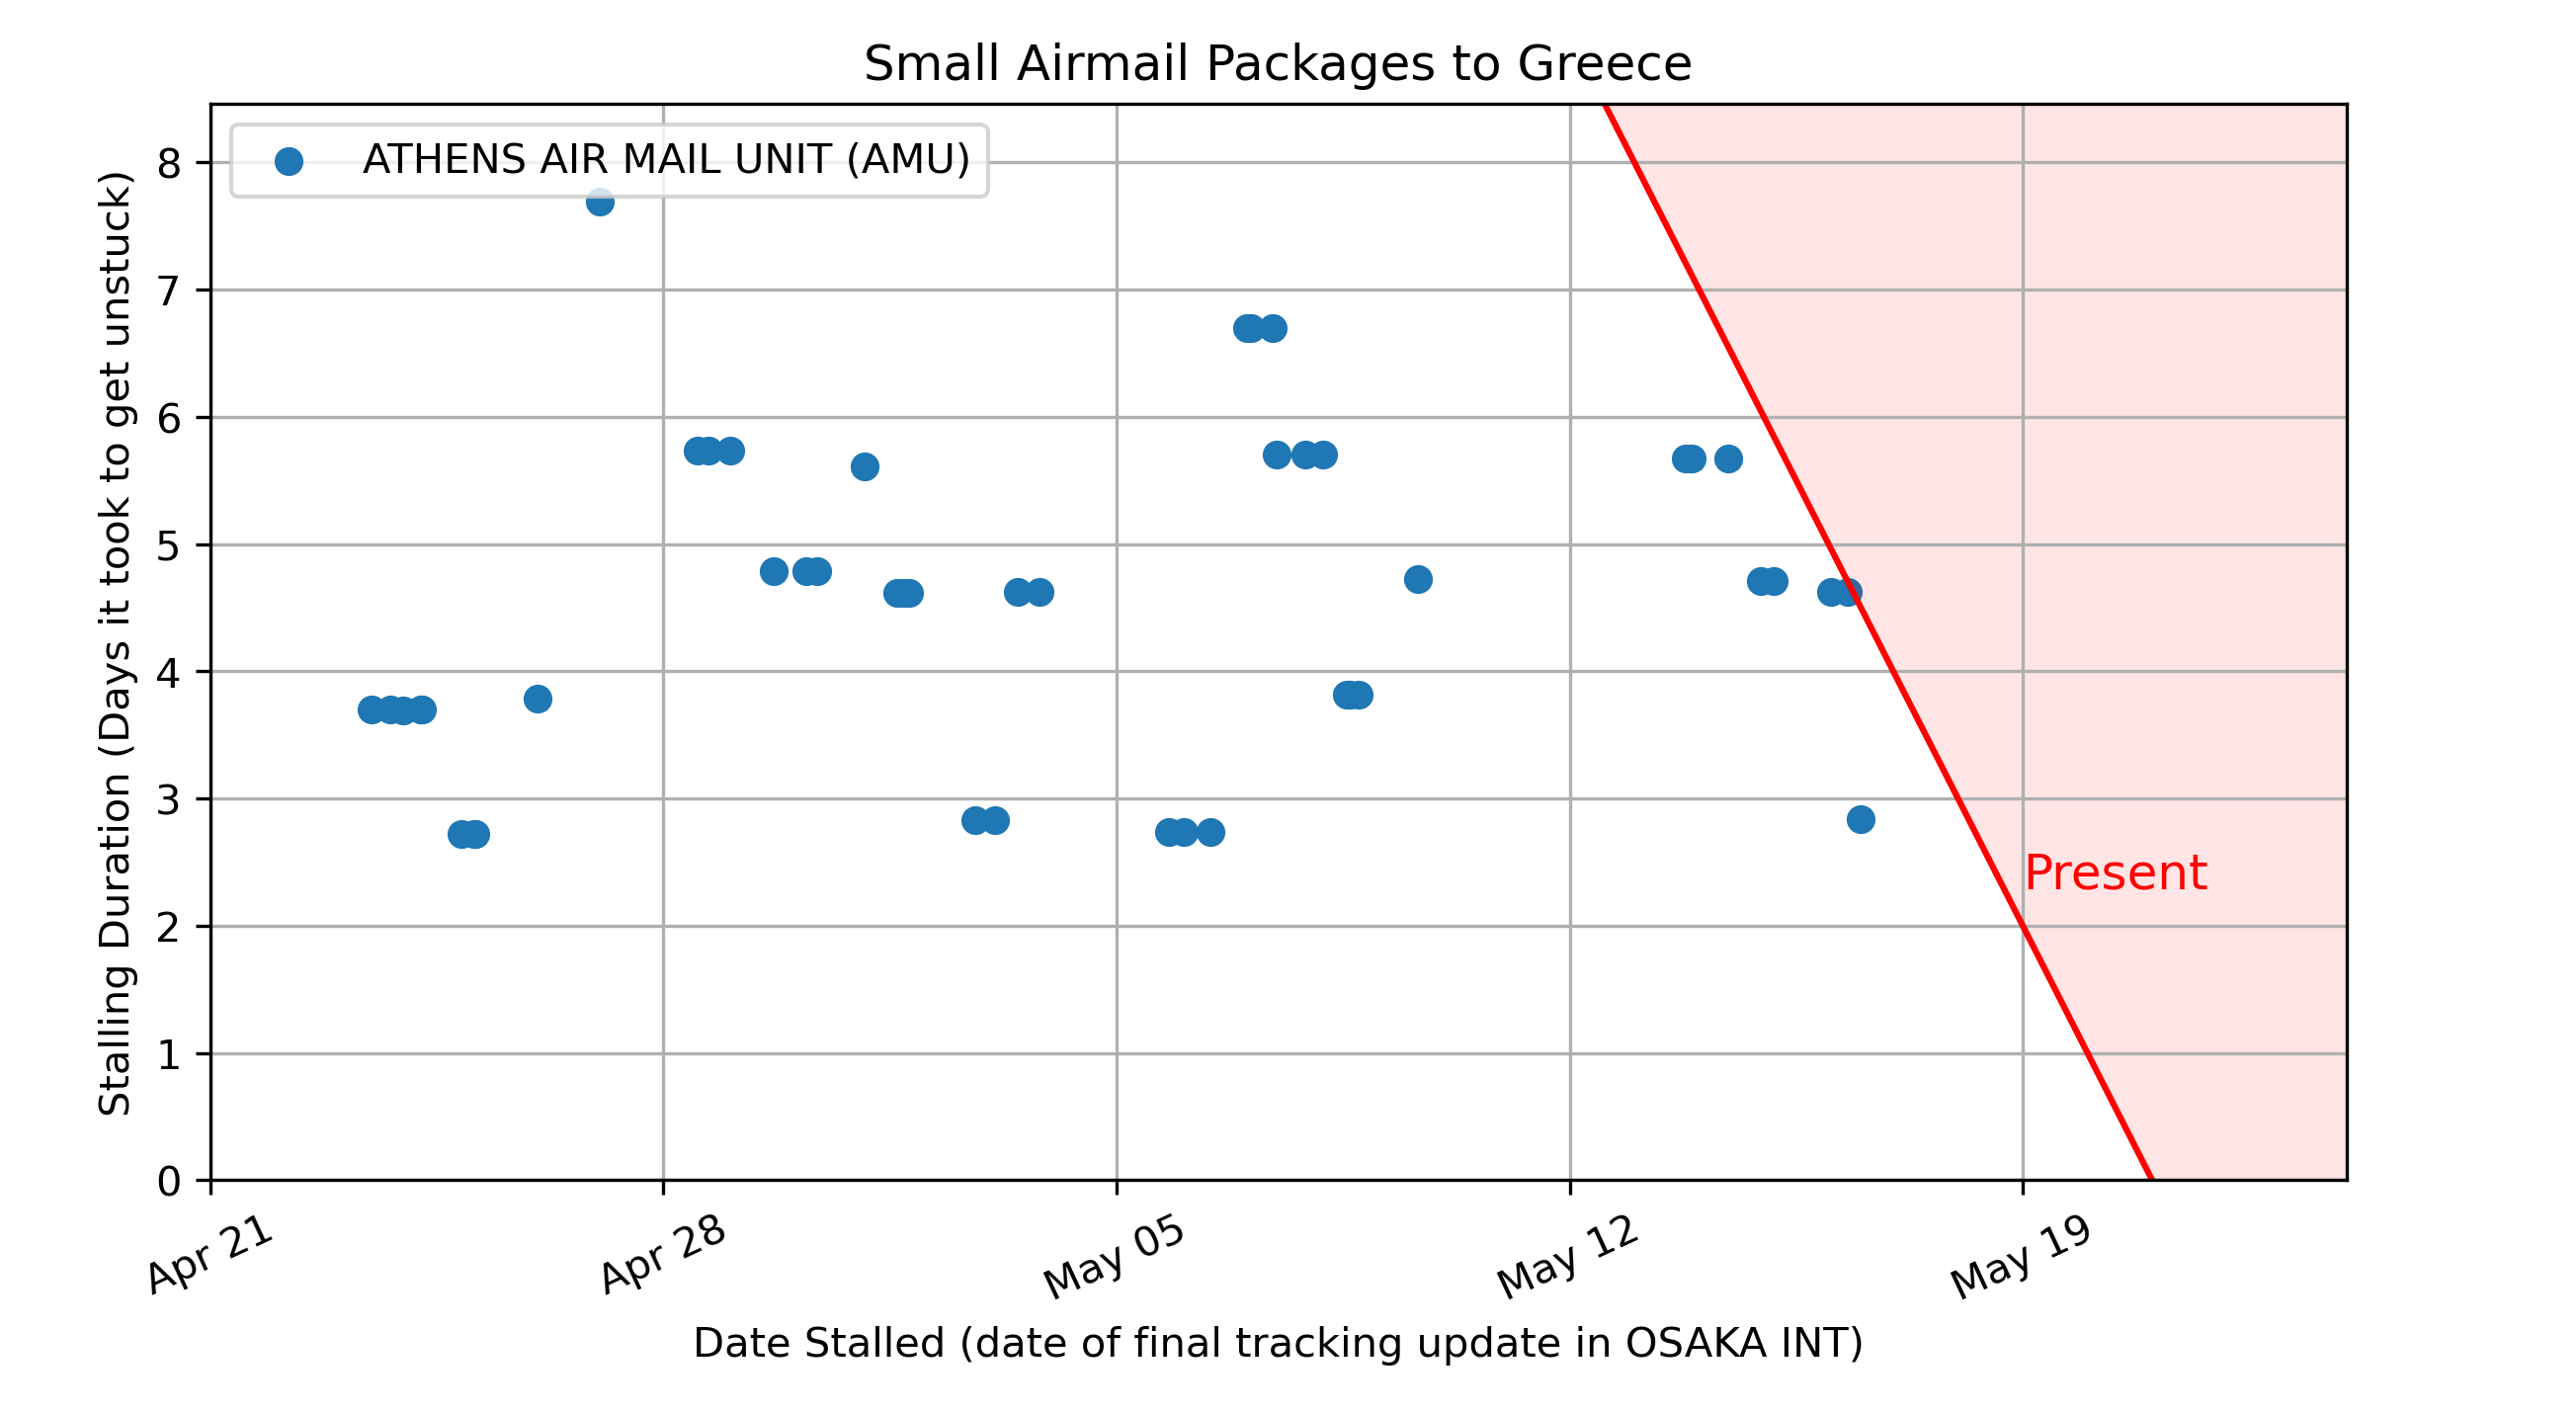 Small Airmail Packages to Greece
ATHENS AIR MAIL UNIT (AMU)
Stalling Duration (Days it took to get unstuck)
8
7
6
5
4
3
2
1
0
Present
Apr 21
Apr 28
May 05
May 12
May 19
Date Stalled (date of final tracking update in OSAKA INT)